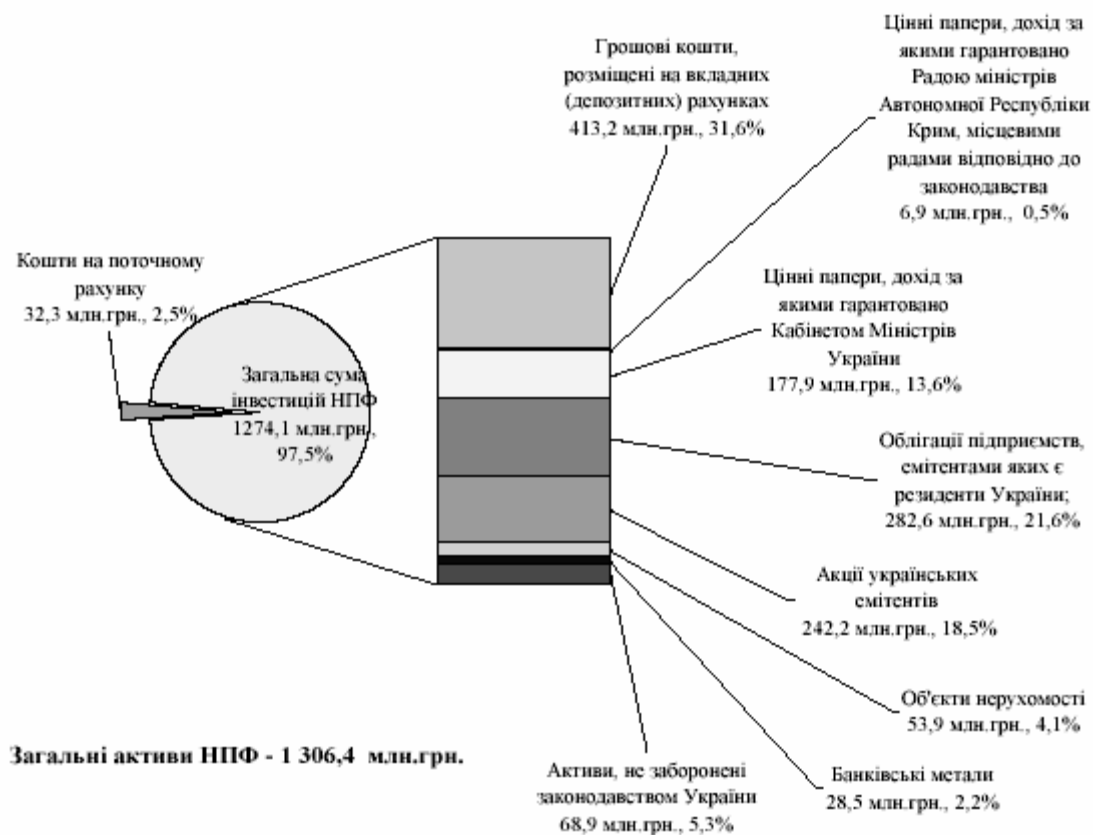 Грошові кошти,
розміщені на вкладних
(депозитних) рахунках
413,2 млн.грн., 31,6%
Цінні папери, дохід за
якими гарантовано
Радою міністрів
Автономної Республіки
Крим, місцевими
радами відповідно до
законодавства
6,9 млн.грн., 0,5%
Кошти на поточному
рахунку
32,3 млн.грн., 2,5%
Загальна сума
інвестицій НПФ
1274,1 млн.грн.,
97,5%
Цінні папери, дохід за
якими гарантовано
Кабінетом Міністрів
України
177,9 млн.грн., 13,6%
Облігації підприємств,
емітентами яких є
резиденти України;
282,6 млн.грн., 21,6%
Акції українських
емітентів
242,2 млн.грн., 18,5%
Об'єкти нерухомості
53,9 млн.грн., 4,1%
Банківські метали
28,5 млн.грн., 2,2%
Активи, не заборонені
законодавством України
68,9 млн.грн., 5,3%
Загальні активи НПФ - 1 306,4 млн.грн.